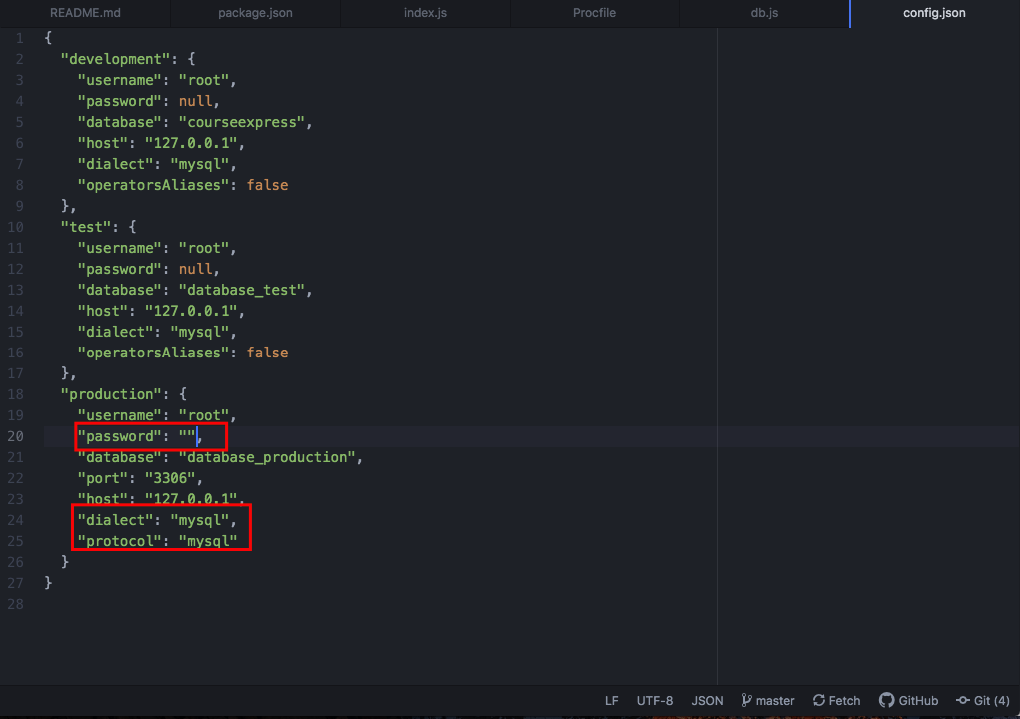 README.md package.json index.js Procfile db.js config.json
1 {
2   "development": {
3     "username": "root",
4     "password": null,
5     "database": "courseexpress",
6     "host": "127.0.0.1",
7     "dialect": "mysql",
8     "operatorsAliases": false
9   },
10   "test": {
11     "username": "root",
12     "password": null,
13     "database": "database_test",
14     "host": "127.0.0.1",
15     "dialect": "mysql",
16     "operatorsAliases": false
17   },
18   "production": {
19     "username": "root",
20     "password": "",
21     "database": "database_production",
22     "port": "3306",
23     "host": "127.0.0.1",
24     "dialect": "mysql",
25     "protocol": "mysql"
26   }
27 }
28
LF UTF-8 JSON master Fetch GitHub Git (4)